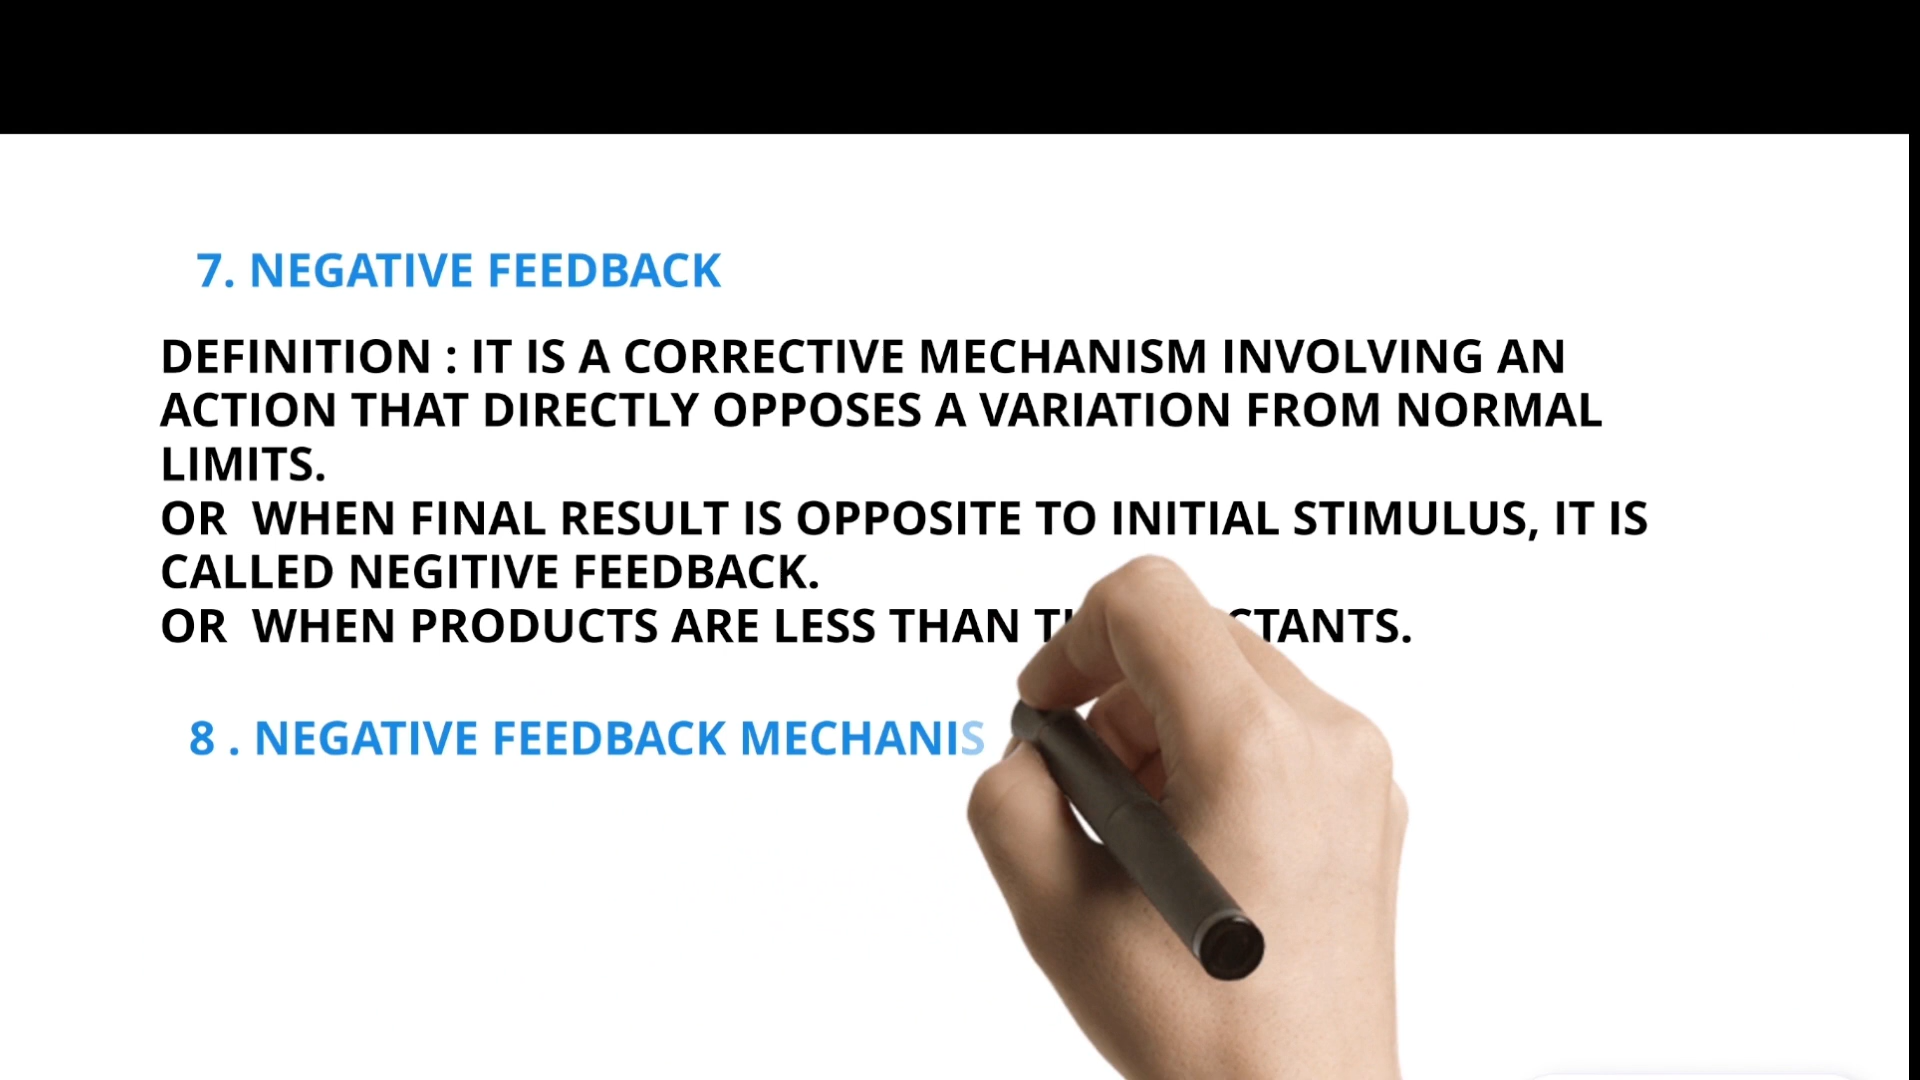 7. NEGATIVE FEEDBACK
DEFINITION : IT IS A CORRECTIVE MECHANISM INVOLVING AN
ACTION THAT DIRECTLY OPPOSES A VARIATION FROM NORMAL
LIMITS.
OR WHEN FINAL RESULT IS OPPOSITE TO INITIAL STIMULUS, IT IS
CALLED NEGITIVE FEEDBACK.
OR WHEN PRODUCTS ARE LESS THAN
8 . NEGATIVE FEEDBACK MECHANIS